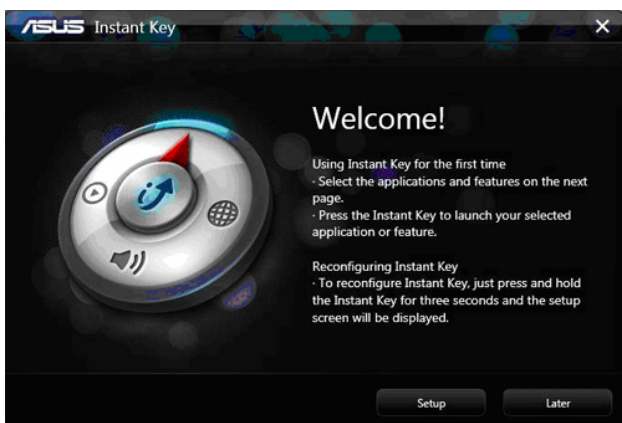 ASUS Instant Key
Welcome!
Using Instant Key for the first time
· Select the applications and features on the next
page.
· Press the Instant Key to launch your selected
application or feature.
Reconfiguring Instant Key
· To reconfigure Instant Key, just press and hold
the Instant Key for three seconds and the setup
screen will be displayed.
Setup Later